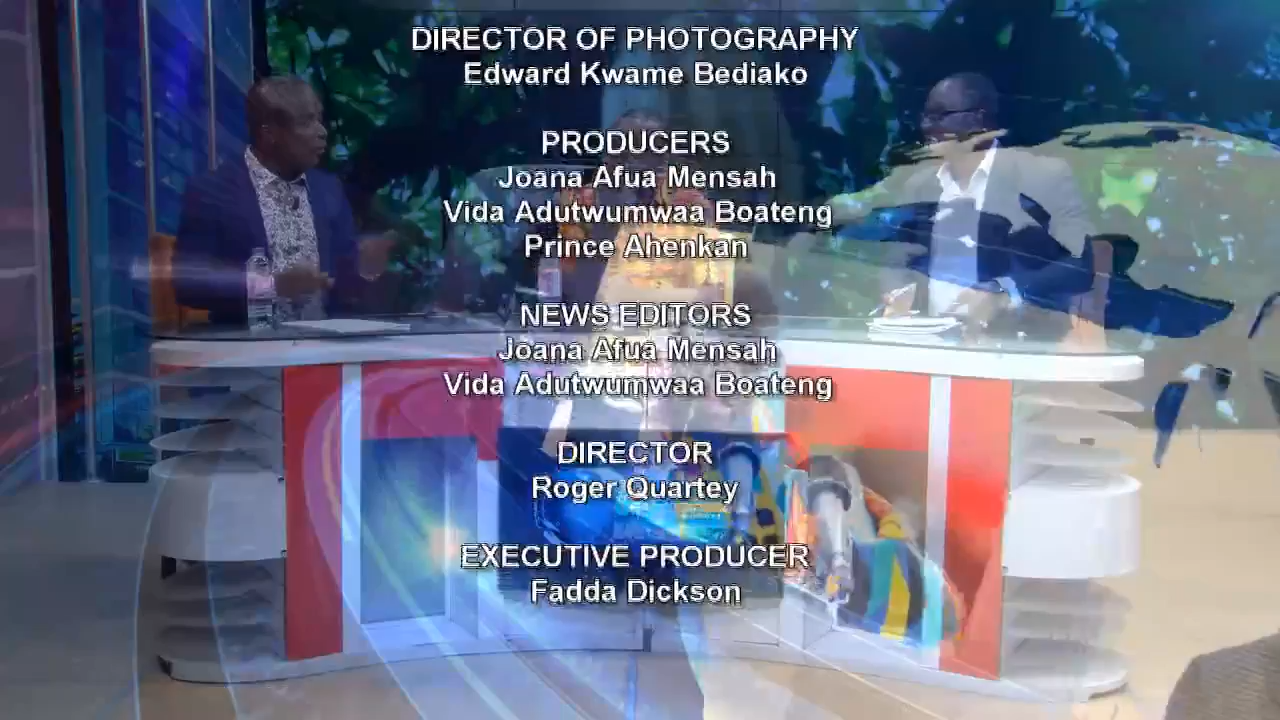 DIRECTOR OF PHOTOGRAPHY
Edward Kwame Bediako
PRODUCERS
Joana Afua Mensah
Vida Adutwumwaa Boateng
Prince Ahenkan
NEWS EDITORS
Joana Afua Mensah
Vida Adutwumwaa Boateng
DIRECTOR
Roger Quartey
EXECUTIVE PRODUCER
Fadda Dickson